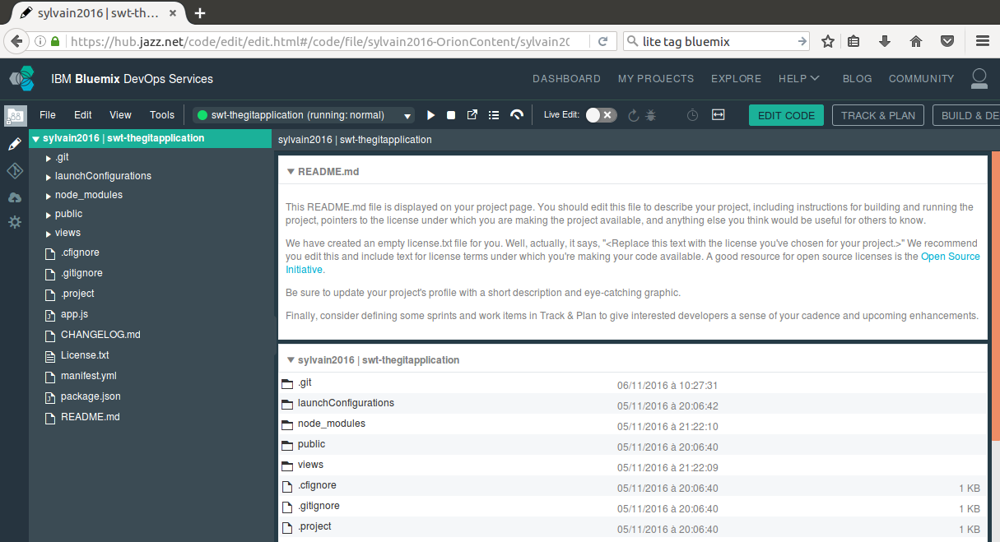 sylvain2016 | swt-th...
https://hub.jazz.net/code/edit/edit.html#/code/file/sylvain2016-OrionContent/sylvain20
lite tag bluemix
IBM Bluemix DevOps Services
DASHBOARD MY PROJECTS EXPLORE HELP BLOG COMMUNITY
File Edit View Tools swt-thegitapplication (running: normal) Live Edit: EDIT CODE TRACK & PLAN BUILD & DE
sylvain2016 | swt-thegitapplication
.git
launchConfigurations
node_modules
public
views
.cfignore
.gitignore
.project
app.js
CHANGELOG.md
License.txt
manifest.yml
package.json
README.md
sylvain2016 | swt-thegitapplication
README.md
This README.md file is displayed on your project page. You should edit this file to describe your project, including instructions for building and running the
project, pointers to the license under which you are making the project available, and anything else you think would be useful for others to know.
We have created an empty license.txt file for you. Well, actually, it says, "<Replace this text with the license you've chosen for your project.>" We recommend
you edit this and include text for license terms under which you're making your code available. A good resource for open source licenses is the Open Source
Initiative.
Be sure to update your project's profile with a short description and eye-catching graphic.
Finally, consider defining some sprints and work items in Track & Plan to give interested developers a sense of your cadence and upcoming enhancements.
sylvain2016 | swt-thegitapplication
.git 06/11/2016 à 10:27:31
launchConfigurations 05/11/2016 à 20:06:42
node_modules 05/11/2016 à 21:22:10
public 05/11/2016 à 20:06:40
views 05/11/2016 à 21:22:09
.cfignore 05/11/2016 à 20:06:40 1 KB
.gitignore 05/11/2016 à 20:06:40 1 KB
.project 05/11/2016 à 20:06:40 1 KB